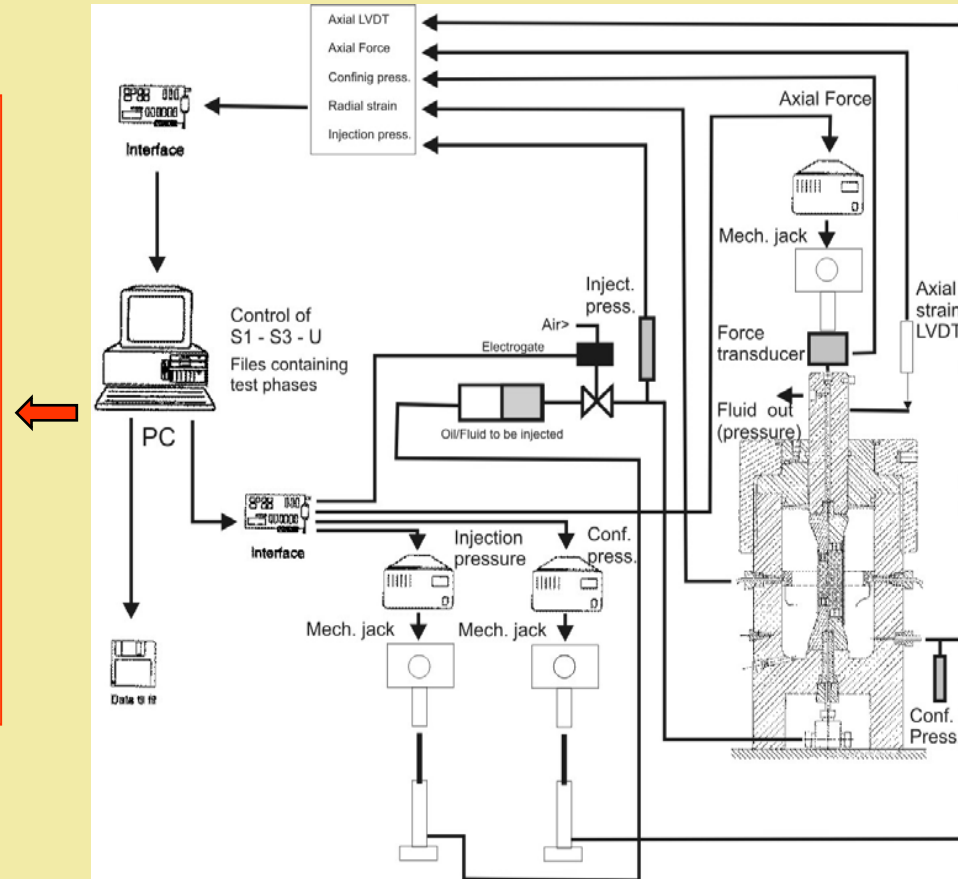 Axial LVDT
Axial Force
Confinig press.
Radial strain
Injection press.
Interface
Axial Force
Mech. jack
Inject.
press.
Axial
strain
LVDT
Control of
S1 - S3 - U
Files containing
test phases
Air>
Electrogate
Force
transducer
Oil/Fluid to be injected
Fluid out
(pressure)
PC
Interface
Injection
pressure
Conf.
press.
Mech. jack
Mech. jack
Data
Conf.
Press